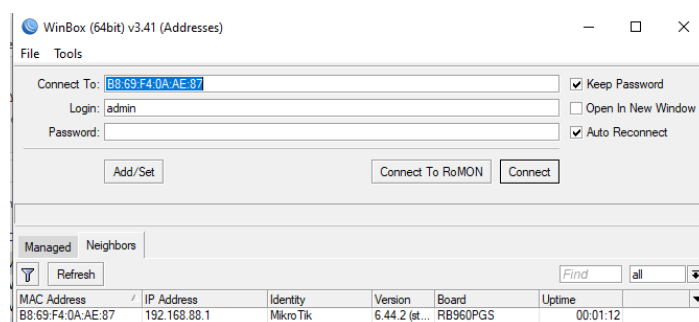 WinBox (64bit) v3.41 (Addresses)
File Tools
Connect To: B8:69:F4:0A:AE:87
Keep Password
Login: admin
Open In New Window
Password:
Auto Reconnect
Add/Set Connect To RoMON Connect
Managed Neighbors
Refresh Find all
MAC Address IP Address Identity Version Board Uptime
B8:69:F4:0A:AE:87 192.168.88.1 MikroTik 6.44.2 (st... RB960PGS 00:01:12